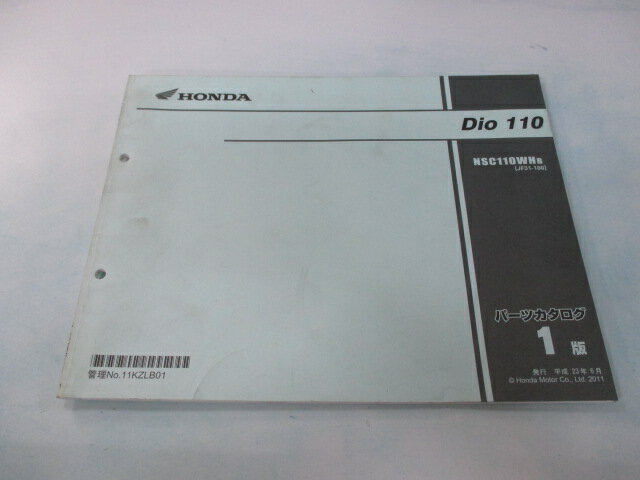 HONDA
Dio 110
NSC110WHB
[JF31-100]
パーツカタログ
1 版
発行 平成 23年 6月
© Honda Motor Co., Ltd. 2011
管理No.11KZLB01